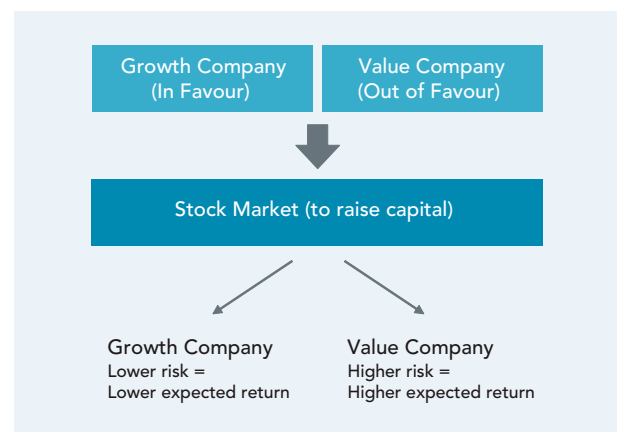 Growth Company
(In Favour)
Value Company
(Out of Favour)
Stock Market (to raise capital)
Growth Company
Lower risk =
Lower expected return
Value Company
Higher risk =
Higher expected return